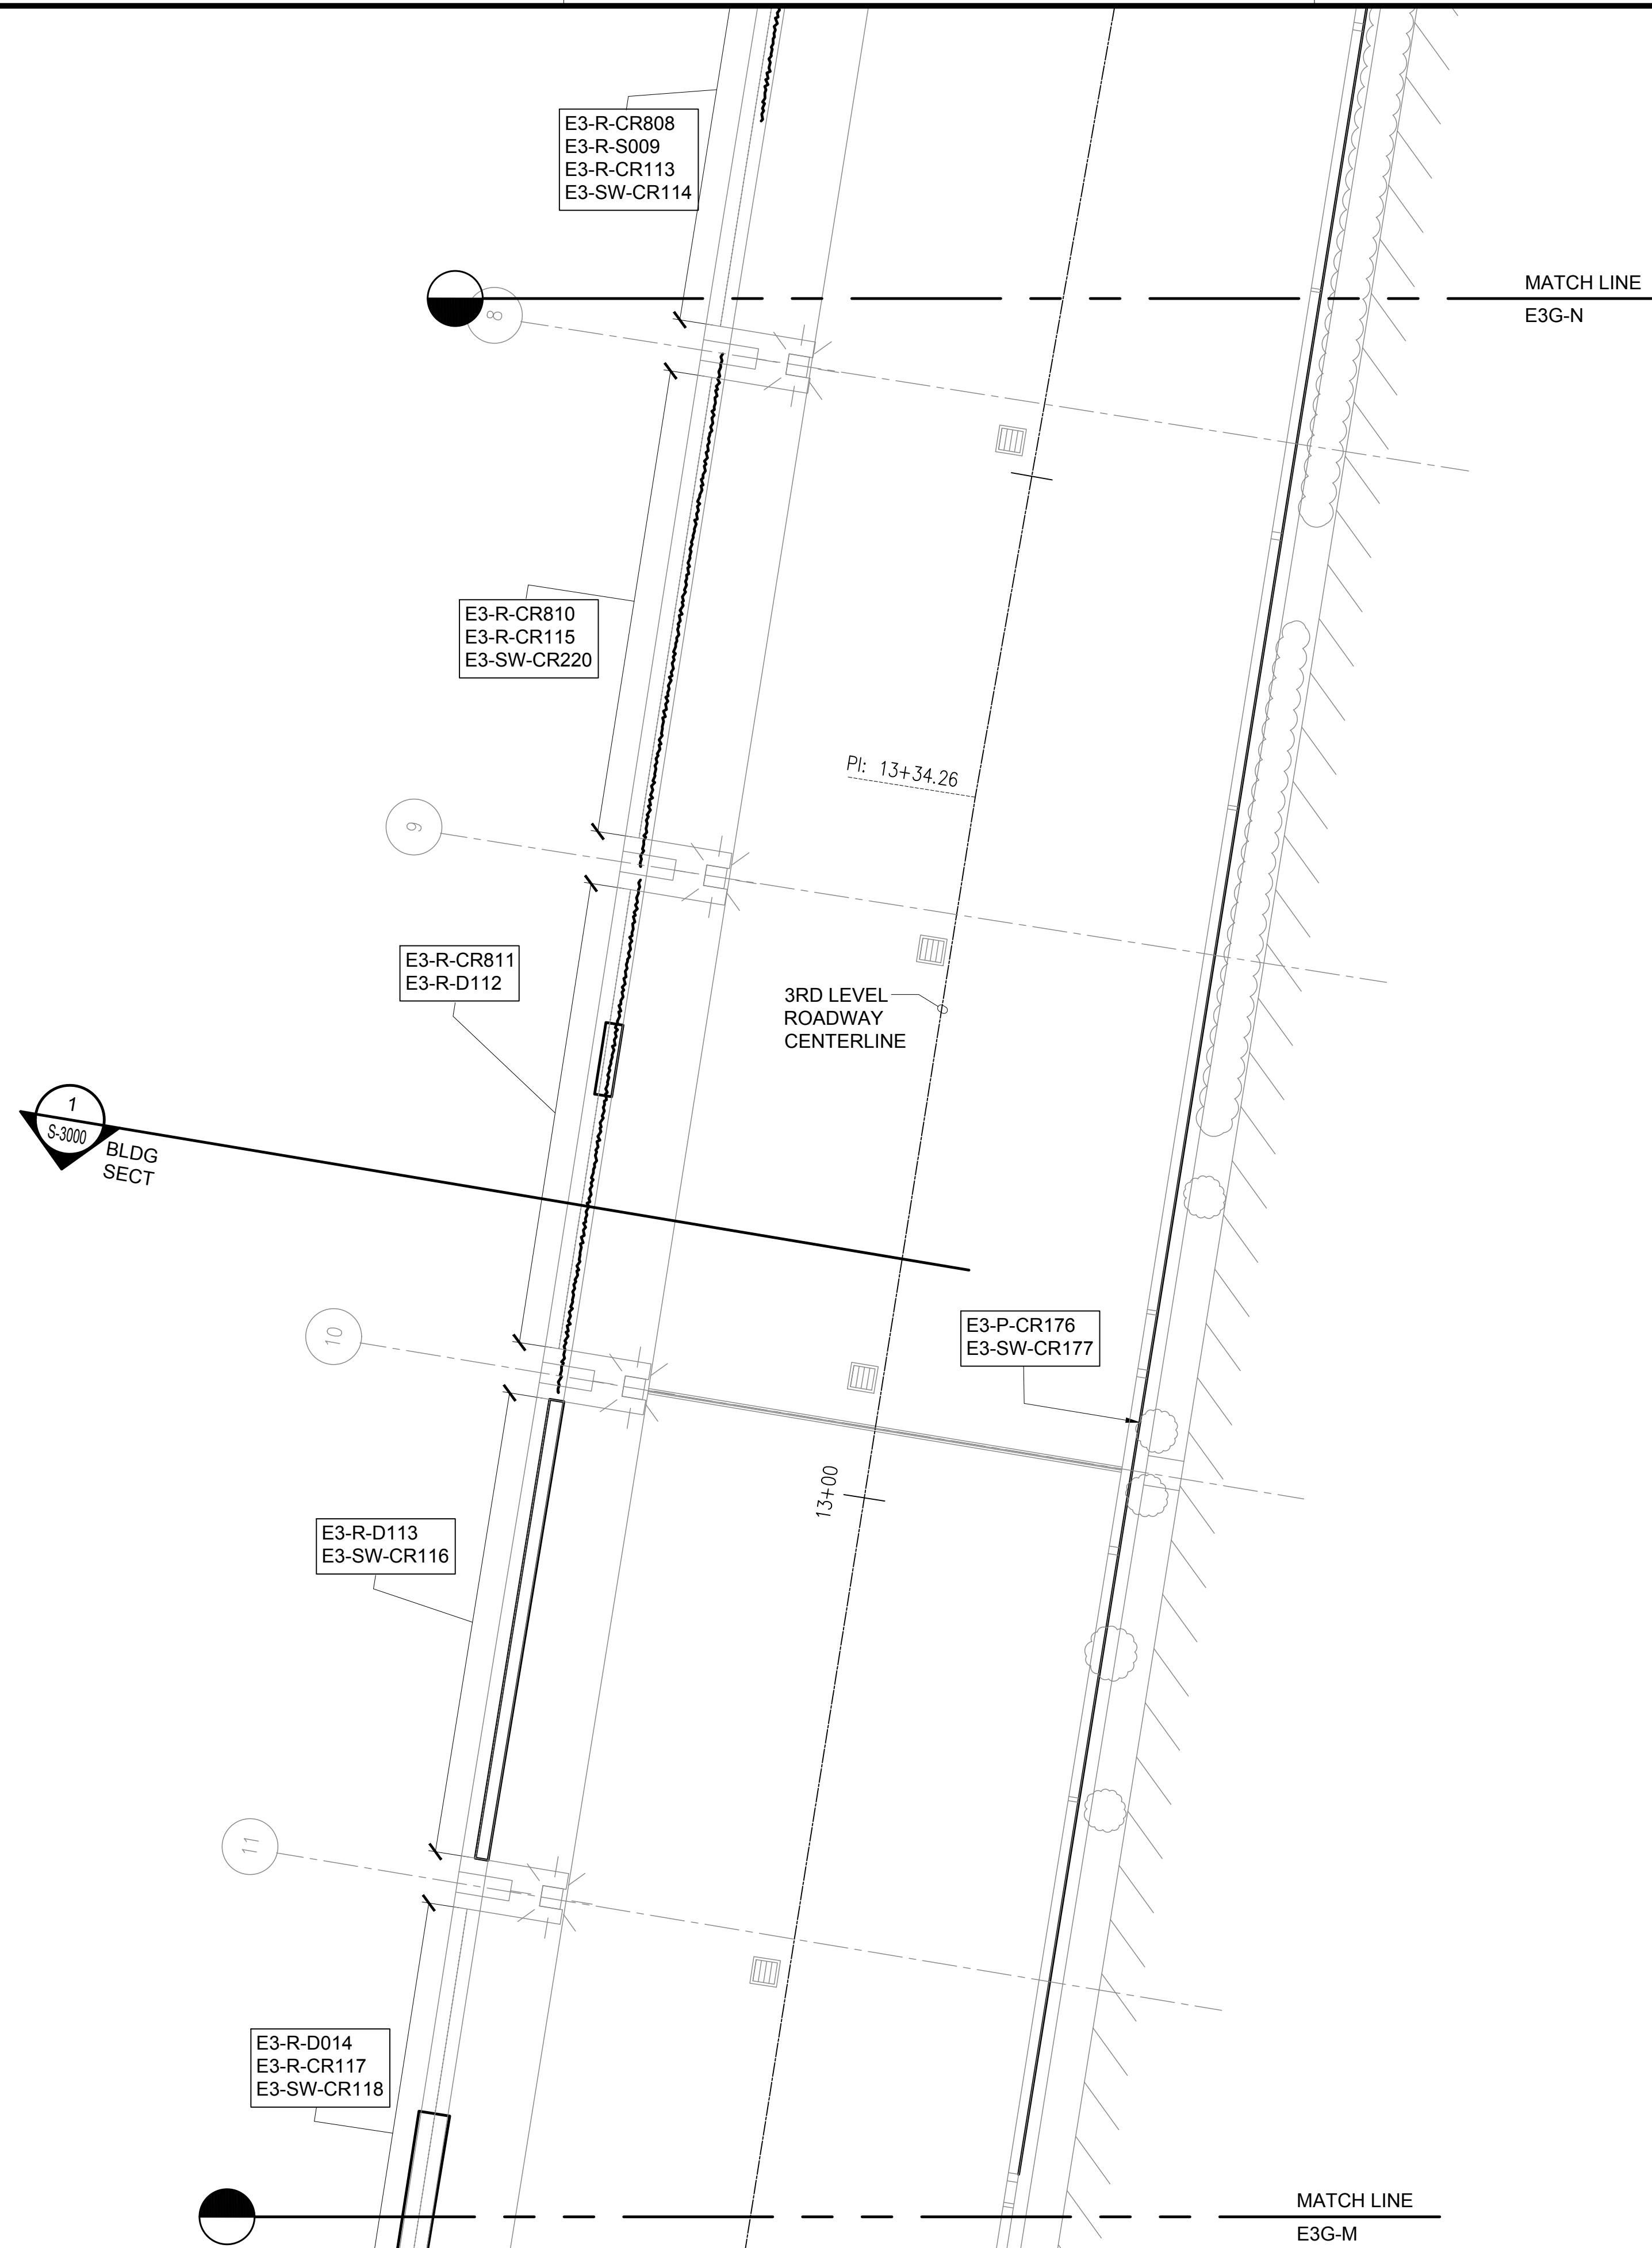 E3-R-CR808
E3-R-S009
E3-R-CR113
E3-SW-CR114
MATCH LINE
E3G-N
8
E3-R-CR810
E3-R-CR115
E3-SW-CR220
PI: 13+34.26
9
E3-R-CR811
E3-R-D112
3RD LEVEL
ROADWAY
CENTERLINE
1
S-3000
BLDG
SECT
10
E3-P-CR176
E3-SW-CR177
13+00
E3-R-D113
E3-SW-CR116
11
E3-R-D014
E3-R-CR117
E3-SW-CR118
MATCH LINE
E3G-M